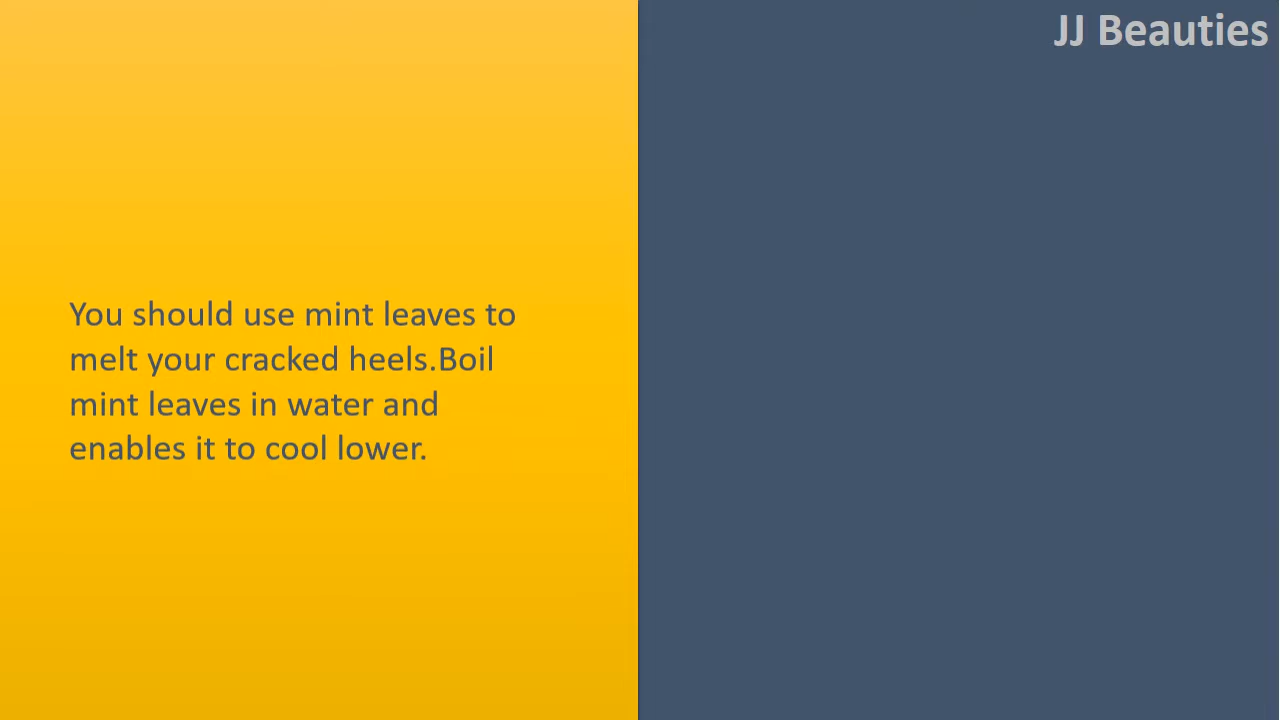 JJ Beauties
You should use mint leaves to
melt your cracked heels.Boil
mint leaves in water and
enables it to cool lower.